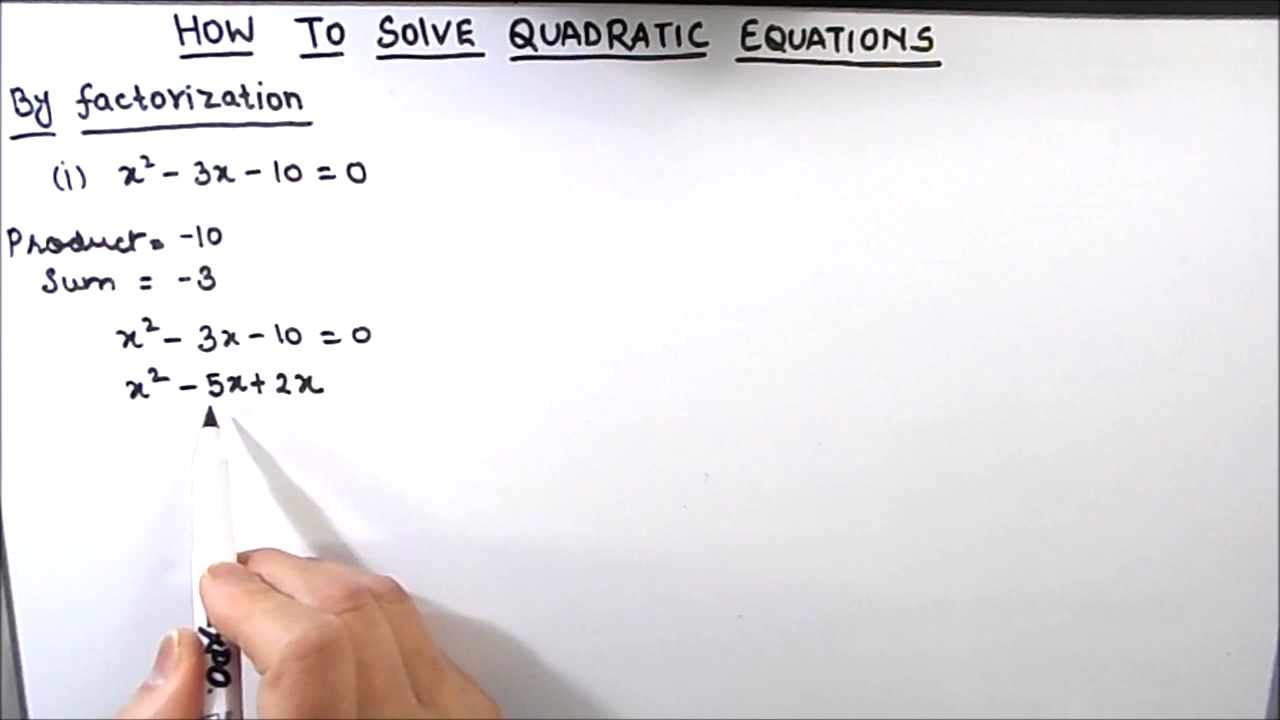 HOW TO SOLVE QUADRATIC EQUATIONS
By factorization
(i) x² - 3x - 10 = 0
Product = -10
Sum = -3
x² - 3x - 10 = 0
x² - 5x + 2x